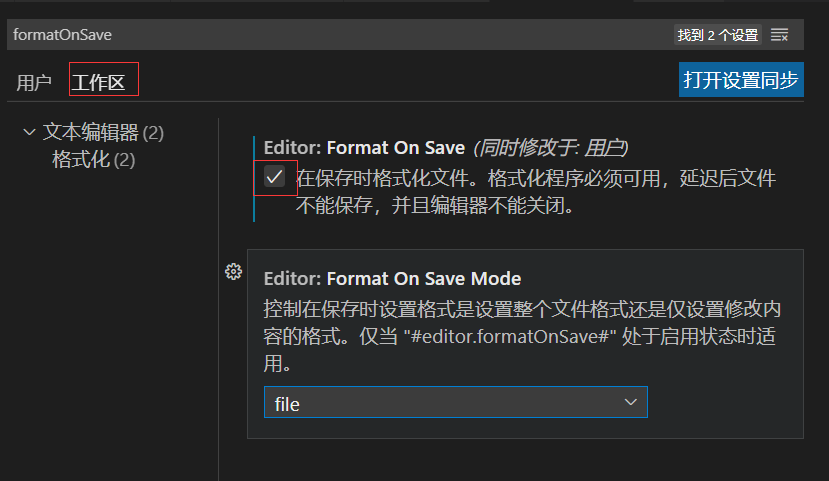 formatOnSave
找到 2 个设置
用户
工作区
打开设置同步
文本编辑器 (2)
格式化 (2)
Editor: Format On Save (同时修改于: 用户)
在保存时格式化文件。格式化程序必须可用，延迟后文件
不能保存，并且编辑器不能关闭。
Editor: Format On Save Mode
控制在保存时设置格式是设置整个文件格式还是仅设置修改内
容的格式。仅当 "#editor.formatOnSave#" 处于启用状态时适
用。
file